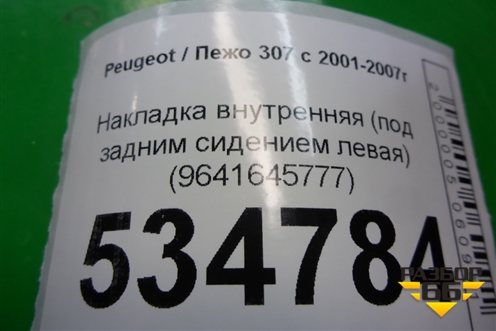 Peugeot / Пежо 307 с 2001-2007г
Накладка внутренняя (под
задним сидением левая)
(9641645777)
534784
РАЗБОР
66